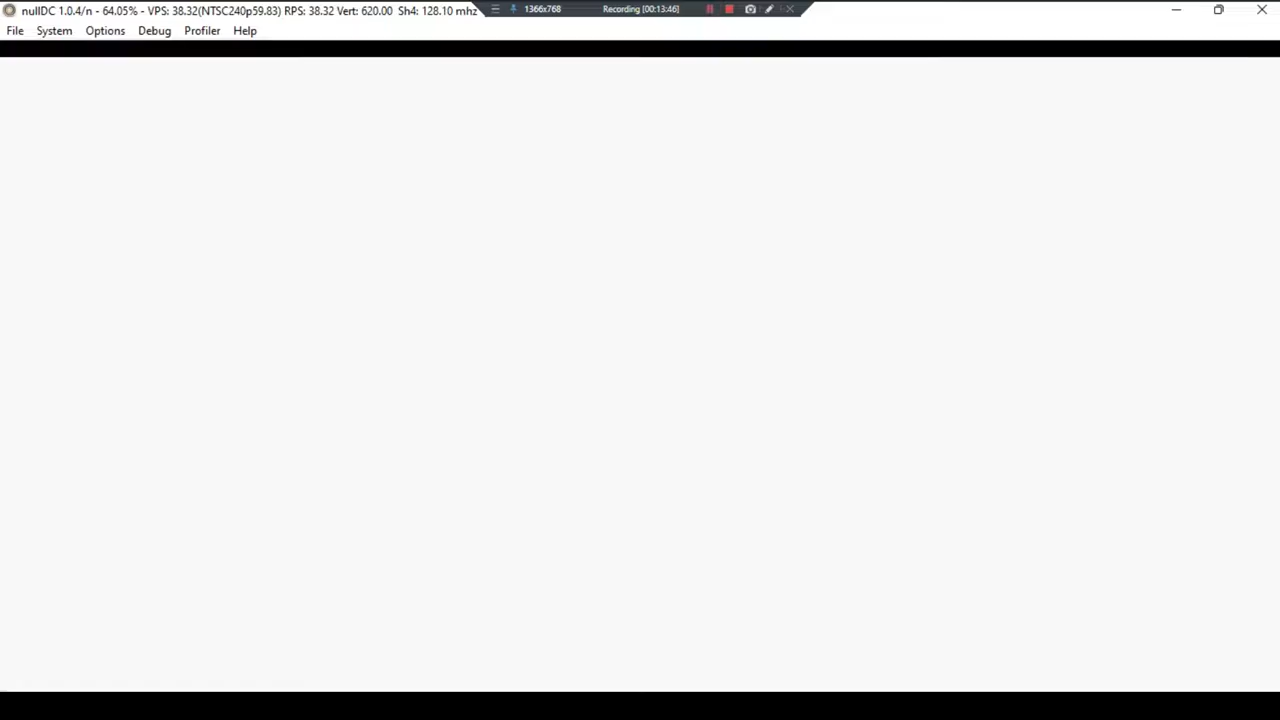 nullDC 1.0.4/n - 64.05% - VPS: 38.32(NTSC240p59.83) RPS: 38.32 Vert: 620.00 Sh4: 128.10 mhz
1366x768 Recording [00:13:46]
File System Options Debug Profiler Help